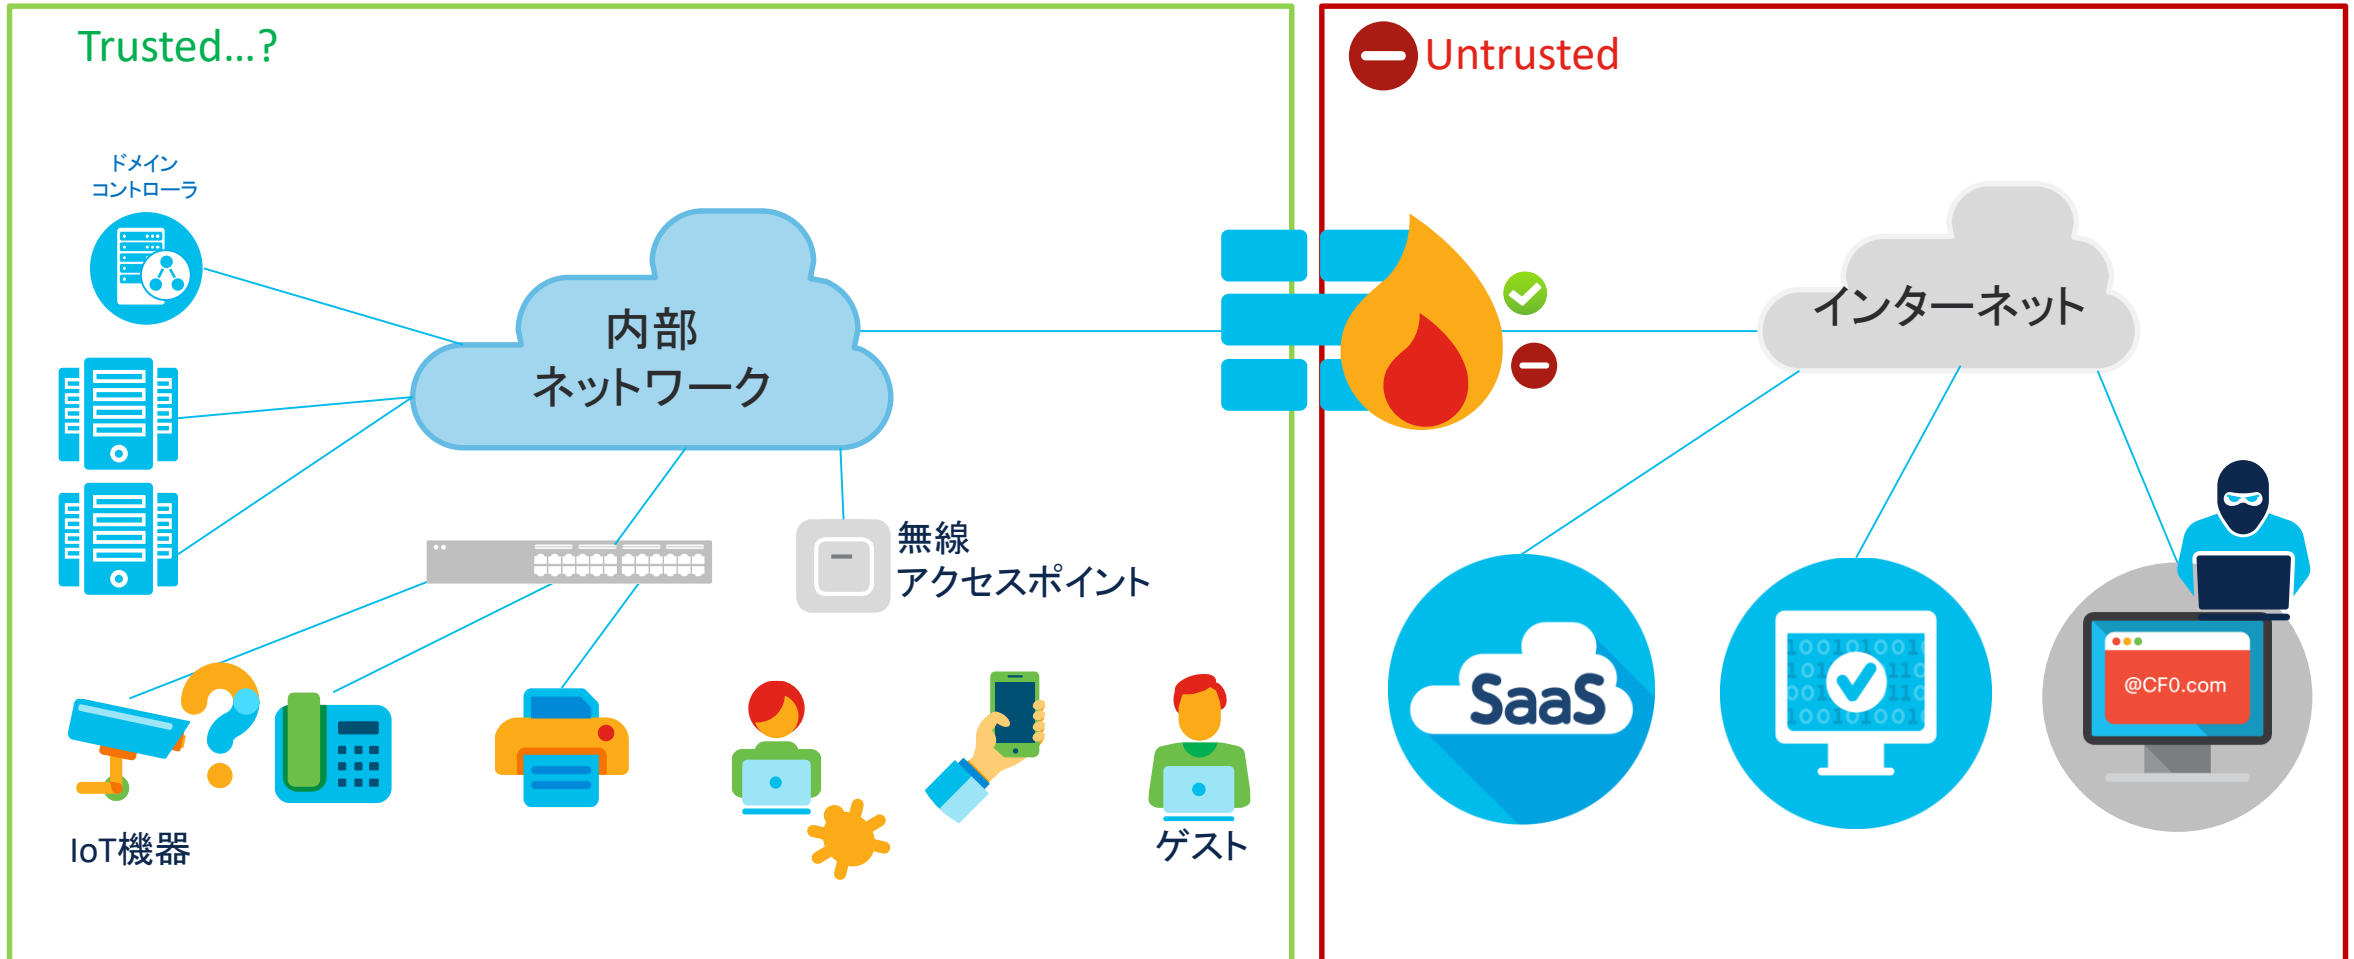 Trusted...?
Untrusted
ドメイン
コントローラ
内部
ネットワーク
インターネット
無線
アクセスポイント
SaaS
@CF0.com
IoT機器
ゲスト